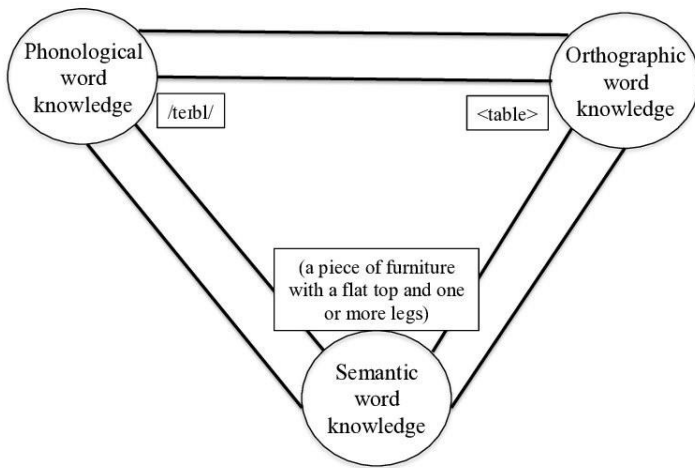 Phonological
word
knowledge
Orthographic
word
knowledge
/teɪbl/
<table>
(a piece of furniture
with a flat top and one
or more legs)
Semantic
word
knowledge